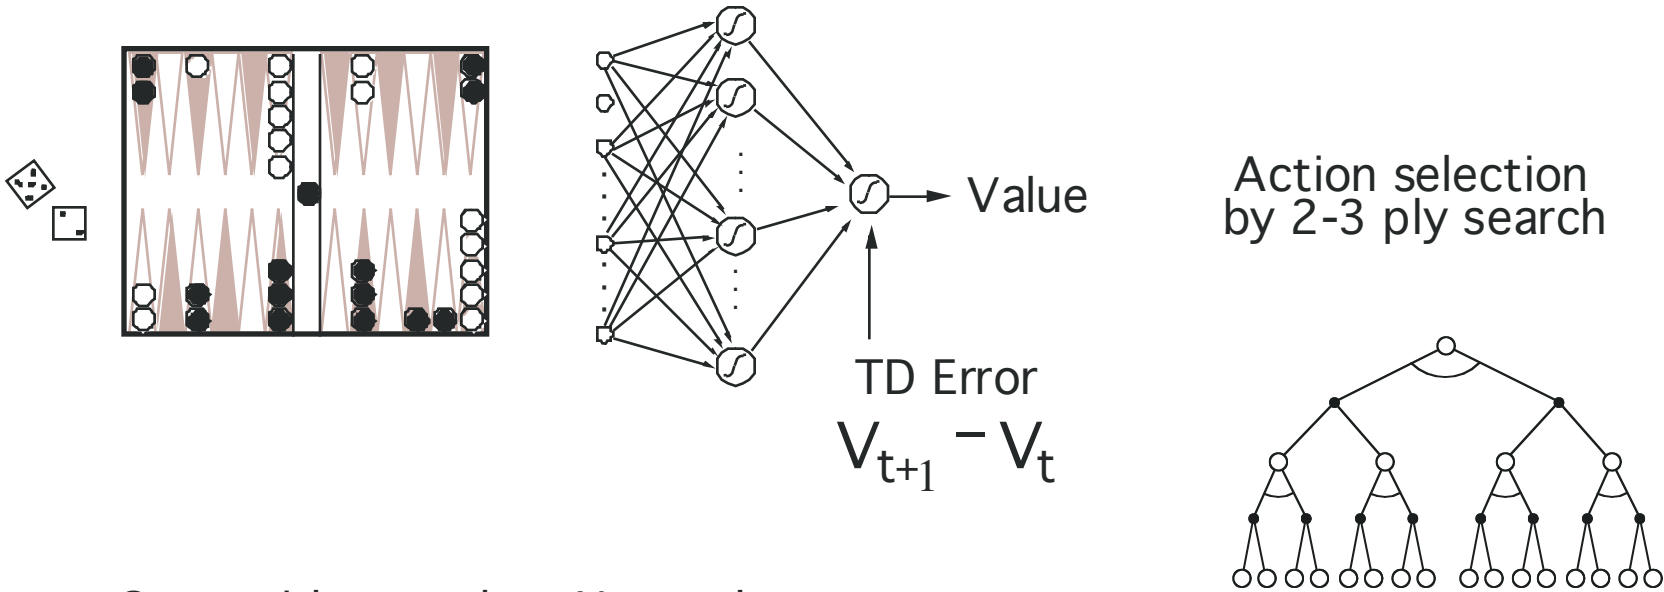 Value
TD Error
Vt+1 – Vt
Action selection
by 2-3 ply search